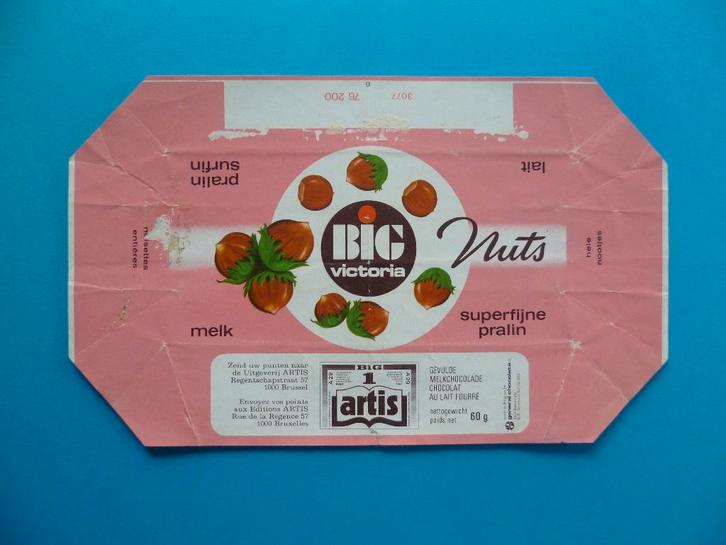 3077 76 200
B
pralin
surfin
lait
noisettes
entières
BIG
victoria
Nuts
hele
nootjes
melk
superfijne
pralin
Zend uw punten naar
de Uitgeverij ARTIS
Regentschapstraat 57
1000 Brussel
Envoyez vos points
aux Editions ARTIS
Rue de la Régence 57
1000 Bruxelles
BIG
1
artis
A 29
A 29
GEVULDE
MELKCHOCOLADE
CHOCOLAT
AU LAIT FOURRÉ
nettogewicht
poids net 60 g
general chocolate